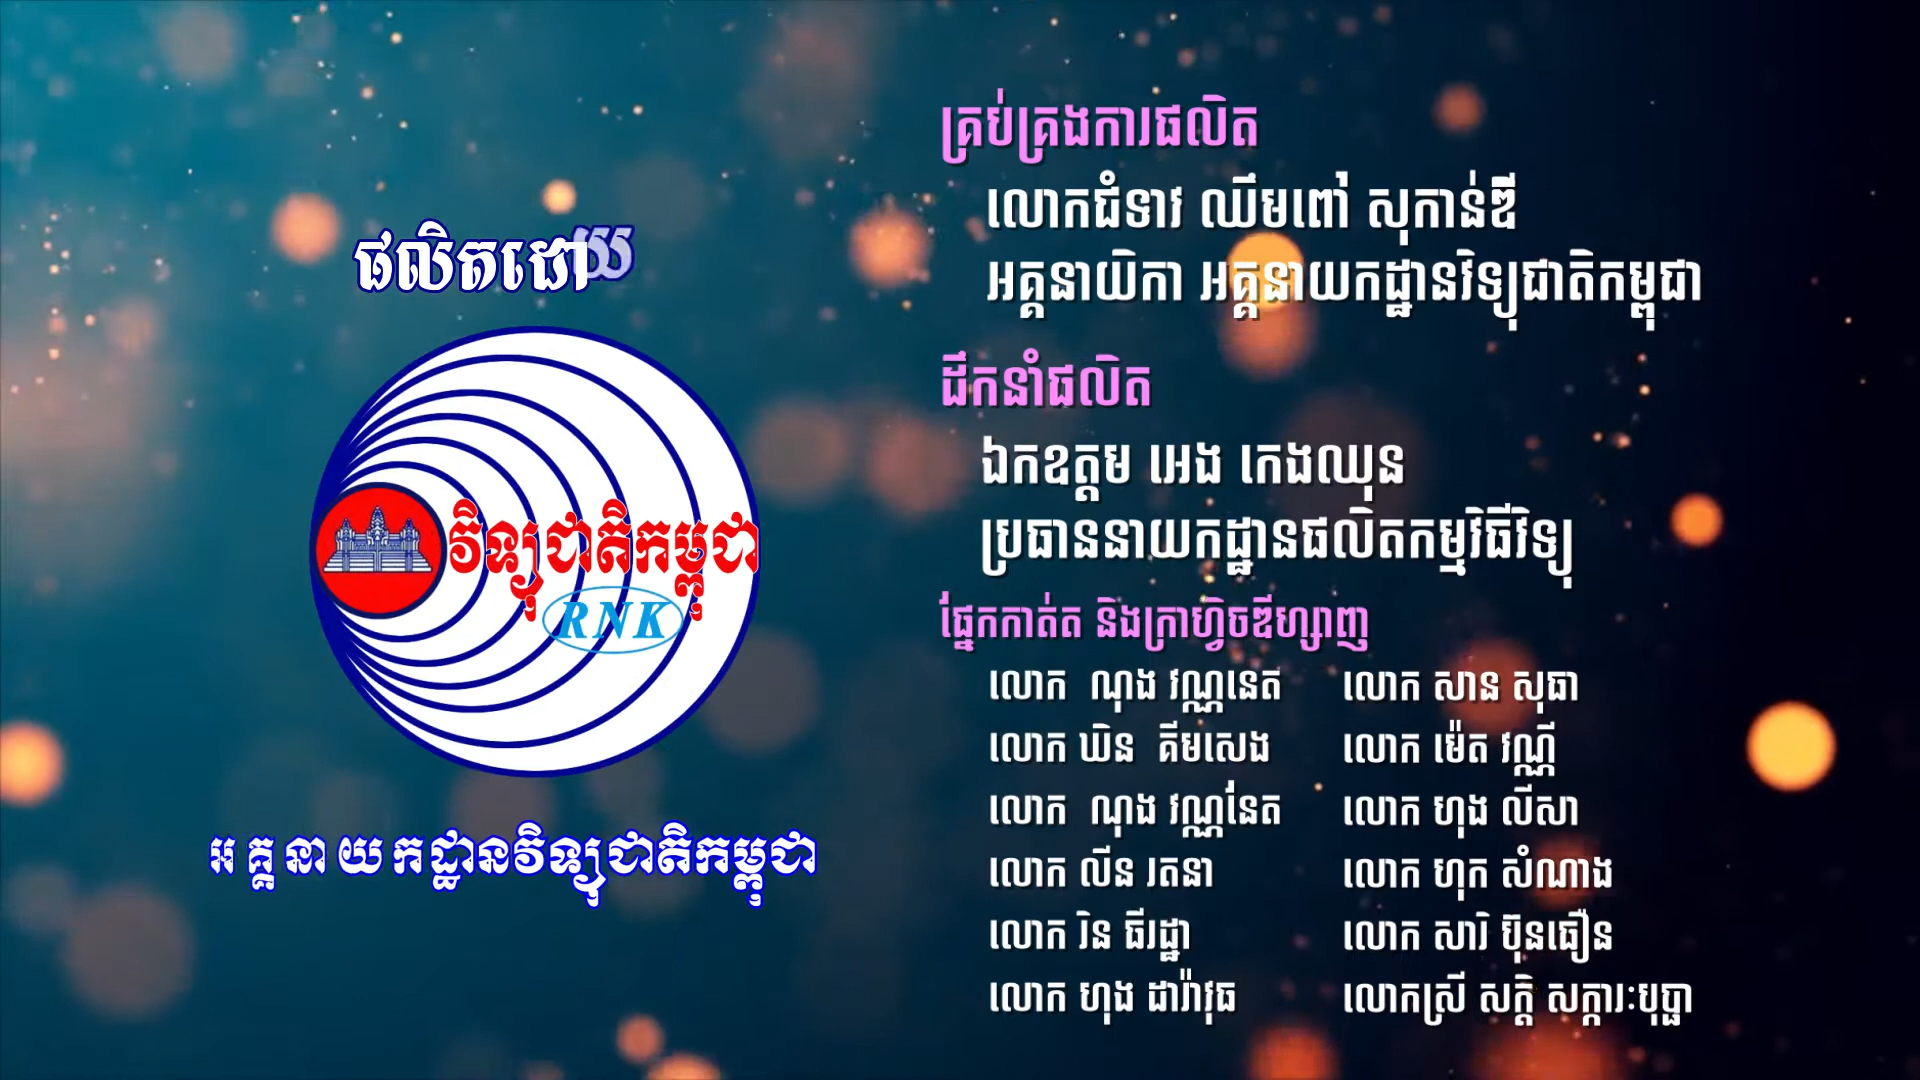 ផលិតដោយ
វិទ្យុជាតិកម្ពុជា
RNK
អគ្គនាយកដ្ឋានវិទ្យុជាតិកម្ពុជា
គ្រប់គ្រងការផលិត
លោកជំទាវ ឈឹមពៅ សុកាន់ឌី
អគ្គនាយិកា អគ្គនាយកដ្ឋានវិទ្យុជាតិកម្ពុជា
ដឹកនាំផលិត
ឯកឧត្តម អេង កេងឈុន
ប្រធាននាយកដ្ឋានផលិតកម្មវិធីវិទ្យុ
ផ្នែកកាត់ត និងក្រាហ្វិចឌីហ្សាញ
លោក ណុង វណ្ណនេត
លោក ឃិន គីមសេង
លោក ណុង វណ្ណនែត
លោក លីន រតនា
លោក រិន ធីរដ្ឋា
លោក ហុង ដារ៉ាវុធ
លោក សាន សុធា
លោក ម៉េត វណ្ណី
លោក ហុង លីសា
លោក ហុក សំណាង
លោក សារិ ប៊ុនធឿន
លោកស្រី សក្តិ សក្ការៈបុប្ផា